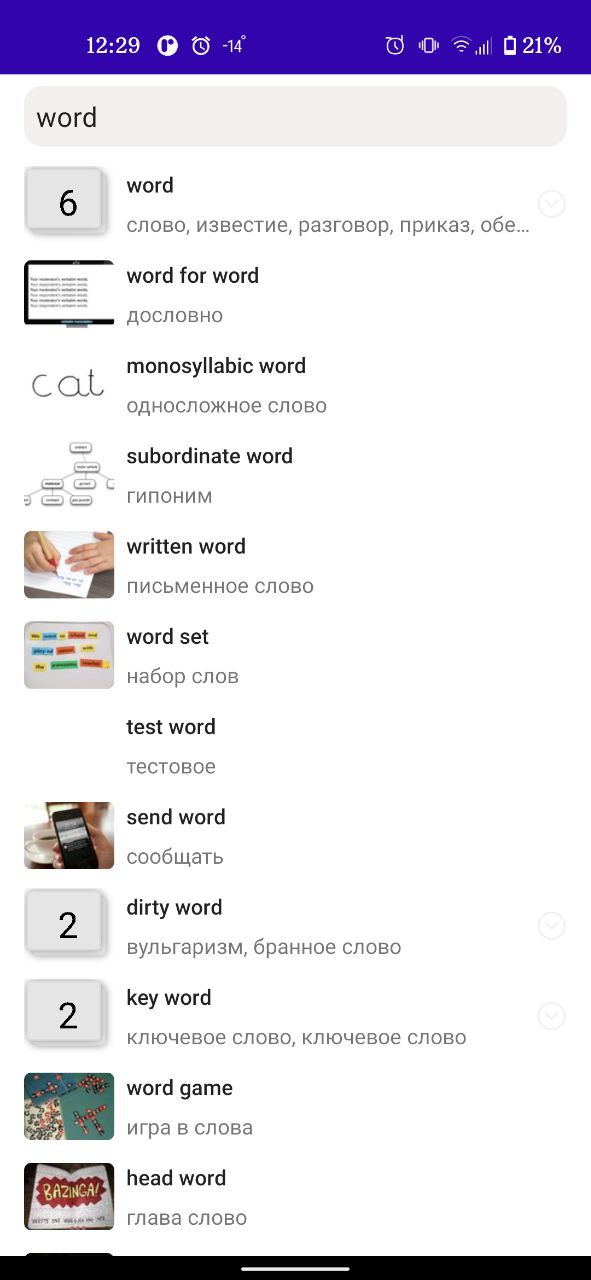 12:29 -14° 21%
word
6
word
слово, известие, разговор, приказ, обе...
word for word
дословно
cat
monosyllabic word
односложное слово
subordinate word
гипоним
written word
письменное слово
word set
набор слов
test word
тестовое
send word
сообщать
2
dirty word
вульгаризм, бранное слово
2
key word
ключевое слово, ключевое слово
word game
игра в слова
BAZINGA!
head word
глава слово